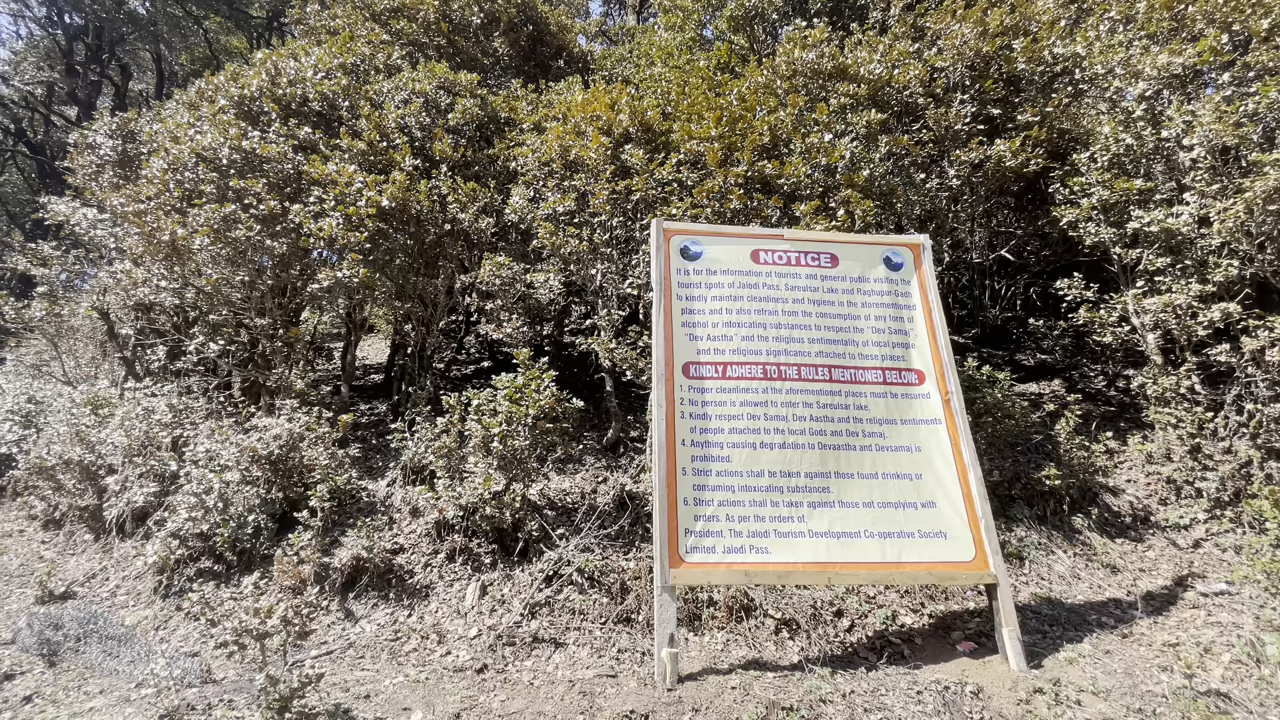 NOTICE
It is for the information of tourists and general public visiting the
tourist spots of Jalodi Pass, Sareulsar Lake and Raghupur-Gadh
to kindly maintain cleanliness and hygiene in the aforementioned
places and to also refrain from the consumption of any form of
alcohol or intoxicating substances to respect the "Dev Samaj",
"Dev Aastha" and the religious sentimentality of local people
and the religious significance attached to these places.
KINDLY ADHERE TO THE RULES MENTIONED BELOW:
1. Proper cleanliness at the aforementioned places must be ensured
2. No person is allowed to enter the Sareulsar lake.
3. Kindly respect Dev Samaj, Dev Aastha and the religious sentiments
of people attached to the local Gods and Dev Samaj.
4. Anything causing degradation to Devaastha and Devsamaj is
prohibited.
5. Strict actions shall be taken against those found drinking or
consuming intoxicating substances.
6. Strict actions shall be taken against those not complying with
orders. As per the orders of,
President, The Jalodi Tourism Development Co-operative Society
Limited, Jalodi Pass.